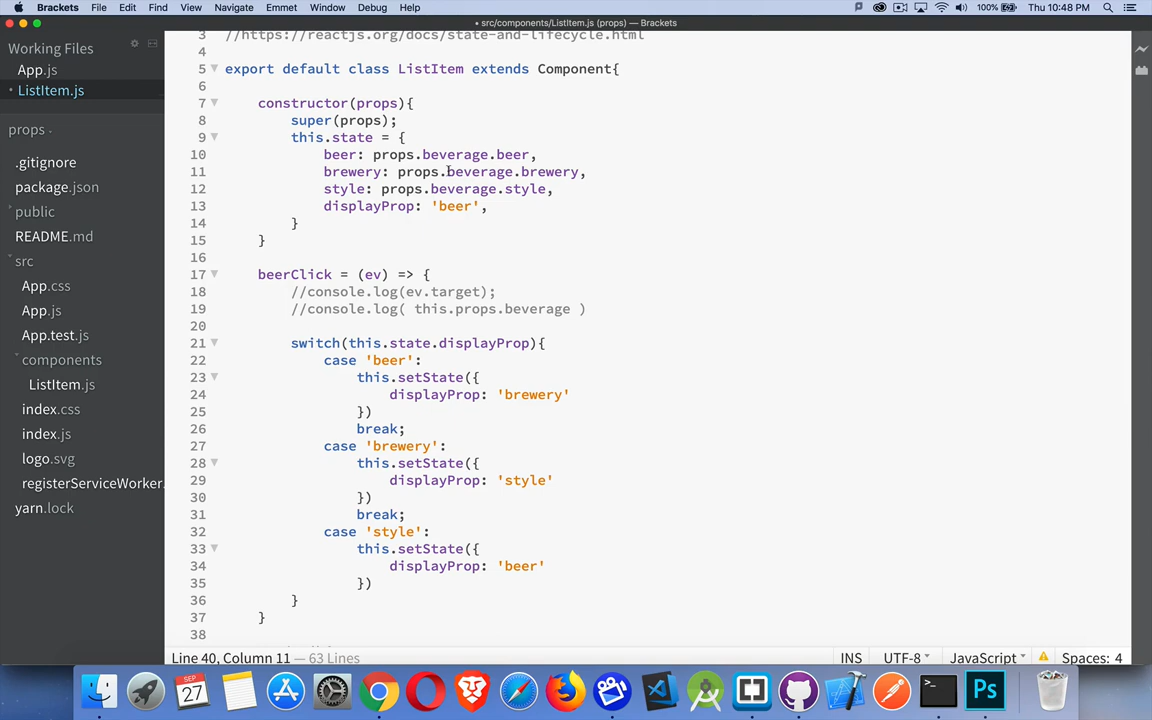 Brackets File Edit Find View Navigate Emmet Window Debug Help 100% Thu 10:48 PM
• src/components/ListItem.js (props) — Brackets
Working Files
App.js
• ListItem.js
props
.gitignore
package.json
public
README.md
src
App.css
App.js
App.test.js
components
ListItem.js
index.css
index.js
logo.svg
registerServiceWorker.
yarn.lock
3 //https://reactjs.org/docs/state-and-lifecycle.html
4
5 export default class ListItem extends Component{
6
7 constructor(props){
8 super(props);
9 this.state = {
10 beer: props.beverage.beer,
11 brewery: props.beverage.brewery,
12 style: props.beverage.style,
13 displayProp: 'beer',
14 }
15 }
16
17 beerClick = (ev) => {
18 //console.log(ev.target);
19 //console.log( this.props.beverage )
20
21 switch(this.state.displayProp){
22 case 'beer':
23 this.setState({
24 displayProp: 'brewery'
25 })
26 break;
27 case 'brewery':
28 this.setState({
29 displayProp: 'style'
30 })
31 break;
32 case 'style':
33 this.setState({
34 displayProp: 'beer'
35 })
36 }
37 }
38
Line 40, Column 11 — 63 Lines INS UTF-8 JavaScript Spaces: 4
SEP
27
>_
Ps